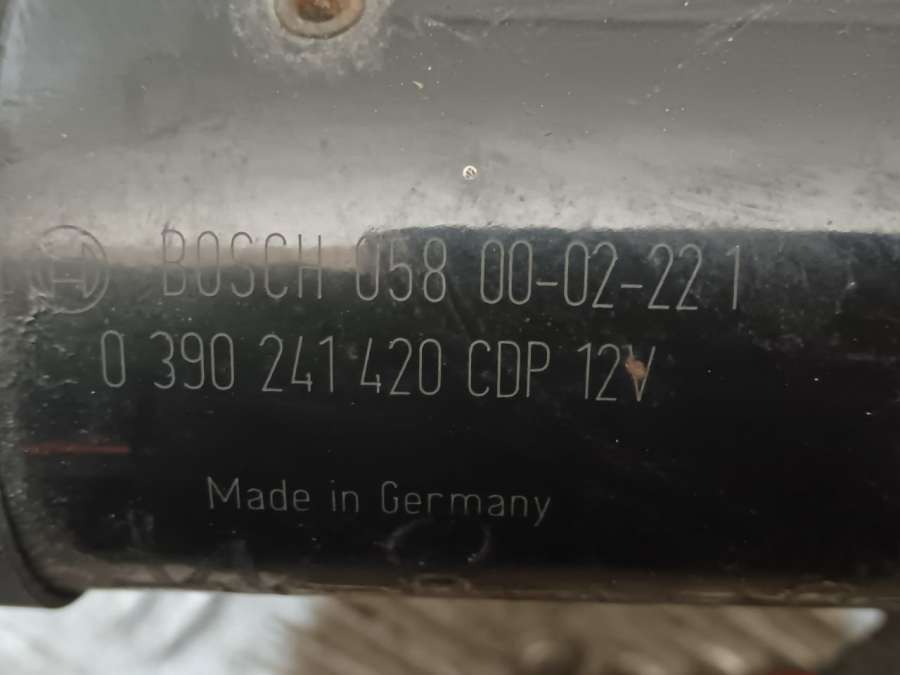 BOSCH 058 00-02-22 1
0 390 241 420 CDP 12V
Made in Germany